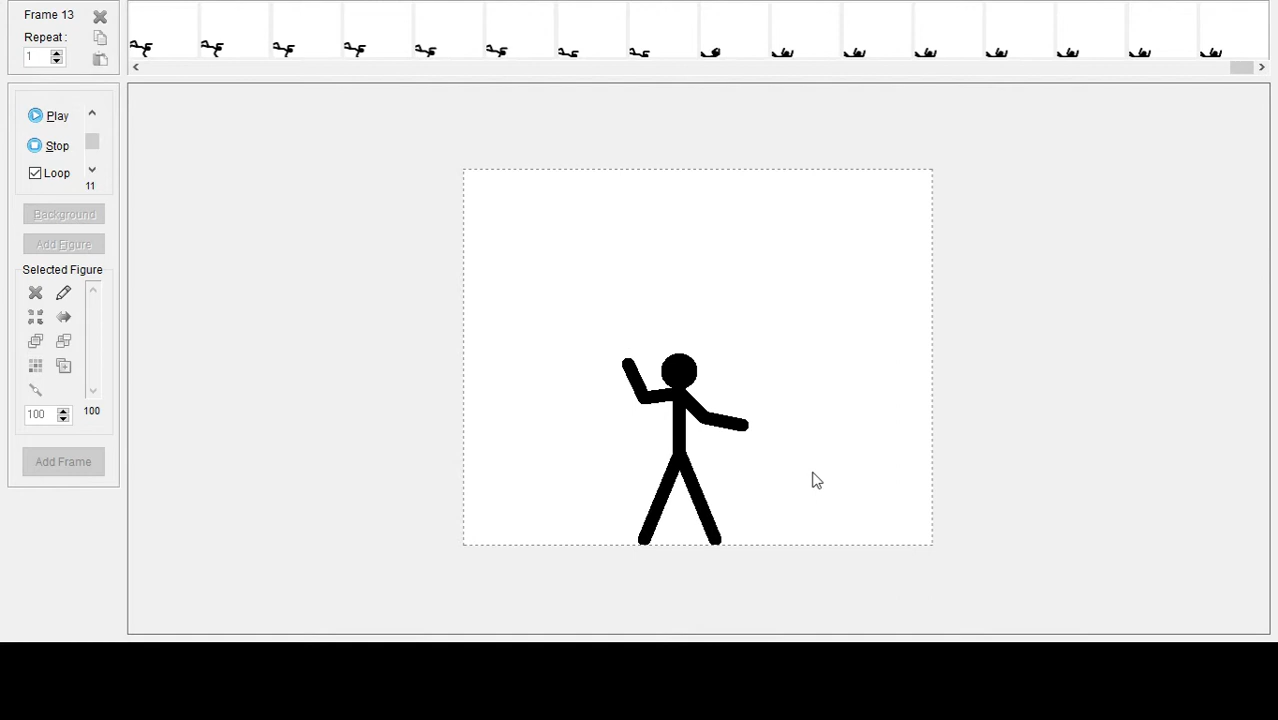 Frame 13
Repeat :
1
Play
Stop
Loop
11
Background
Add Figure
Selected Figure
100
100
Add Frame